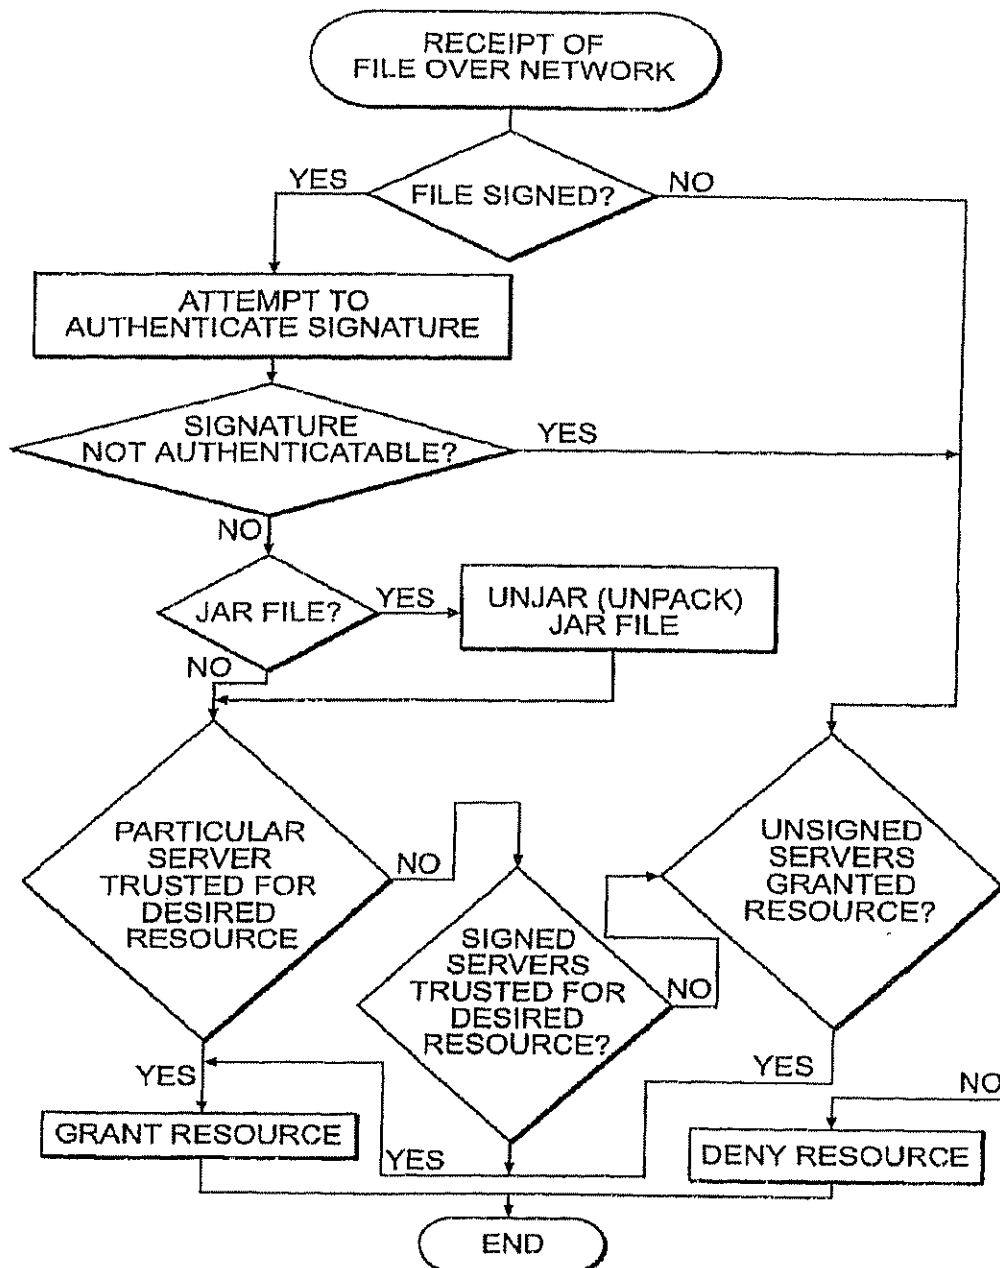 RECEIPT OF
FILE OVER NETWORK
YES
FILE SIGNED?
NO
ATTEMPT TO
AUTHENTICATE SIGNATURE
SIGNATURE
NOT AUTHENTICATABLE?
YES
NO
JAR FILE?
YES
UNJAR (UNPACK)
JAR FILE
NO
PARTICULAR
SERVER
TRUSTED FOR
DESIRED
RESOURCE
NO
UNSIGNED
SERVERS
GRANTED
RESOURCE?
SIGNED
SERVERS
TRUSTED FOR
DESIRED
RESOURCE?
NO
YES
YES
NO
GRANT RESOURCE
YES
DENY RESOURCE
END